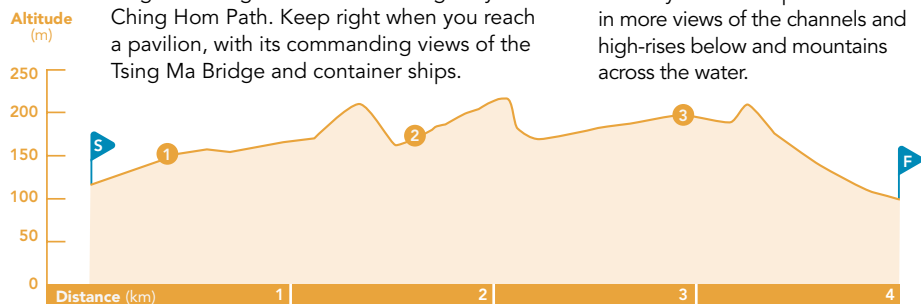 Ching Hom Path. Keep right when you reach
a pavilion, with its commanding views of the
Tsing Ma Bridge and container ships.
in more views of the channels and
high-rises below and mountains
across the water.
Altitude
(m)
250
200
150
100
50
0
S
1
2
3
F
Distance (km)
1
2
3
4